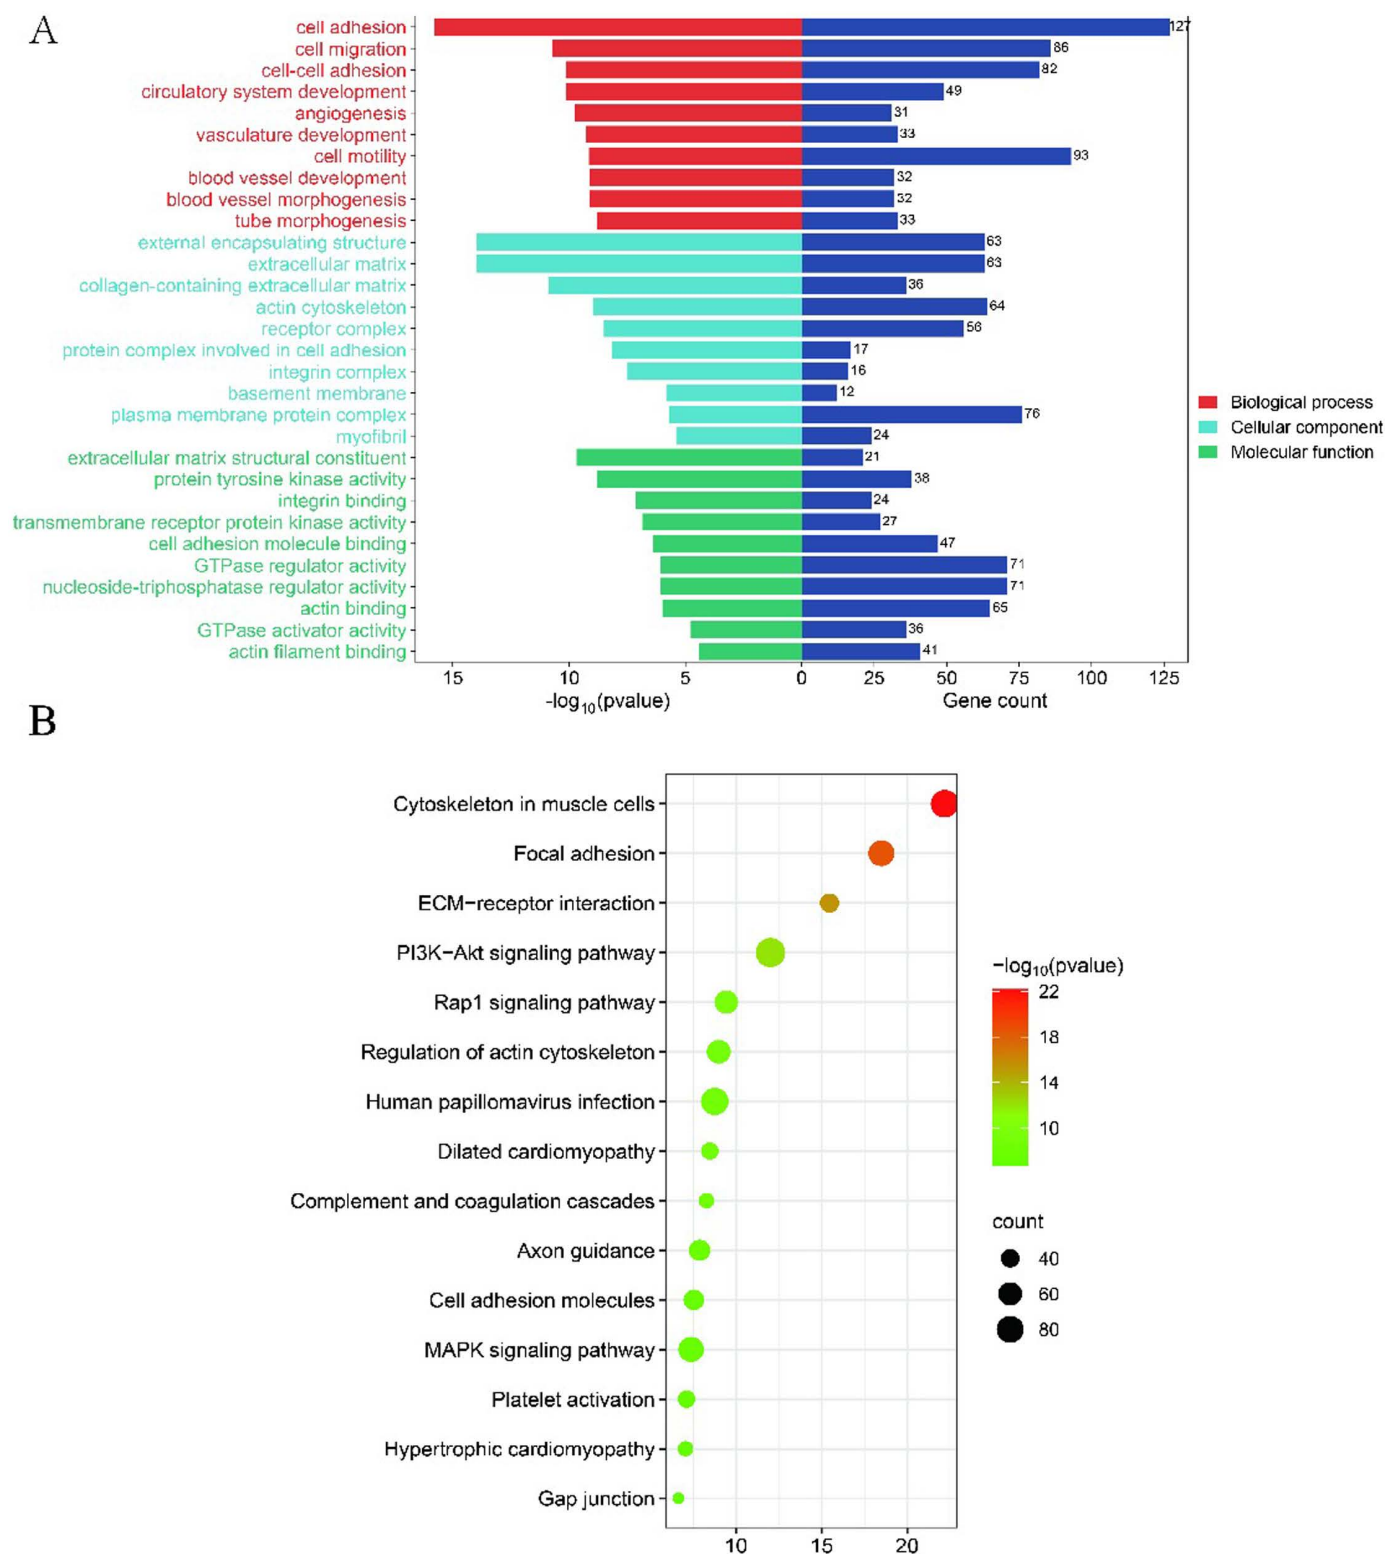 A
cell adhesion 127
cell migration 86
cell-cell adhesion 82
circulatory system development 49
angiogenesis 31
vasculature development 33
cell motility 93
blood vessel development 32
blood vessel morphogenesis 32
tube morphogenesis 33
external encapsulating structure 63
extracellular matrix 63
collagen-containing extracellular matrix 36
actin cytoskeleton 64
receptor complex 56
protein complex involved in cell adhesion 17
integrin complex 16
basement membrane 12
plasma membrane protein complex 76
myofibril 24
extracellular matrix structural constituent 21
protein tyrosine kinase activity 38
integrin binding 24
transmembrane receptor protein kinase activity 27
cell adhesion molecule binding 47
GTPase regulator activity 71
nucleoside-triphosphatase regulator activity 71
actin binding 65
GTPase activator activity 36
actin filament binding 41
15 10 5 0 25 50 75 100 125
-log10(pvalue) Gene count
Biological process
Cellular component
Molecular function
B
Cytoskeleton in muscle cells
Focal adhesion
ECM−receptor interaction
PI3K−Akt signaling pathway
Rap1 signaling pathway
Regulation of actin cytoskeleton
Human papillomavirus infection
Dilated cardiomyopathy
Complement and coagulation cascades
Axon guidance
Cell adhesion molecules
MAPK signaling pathway
Platelet activation
Hypertrophic cardiomyopathy
Gap junction
10 15 20
−log10(pvalue)
22
18
14
10
count
40
60
80